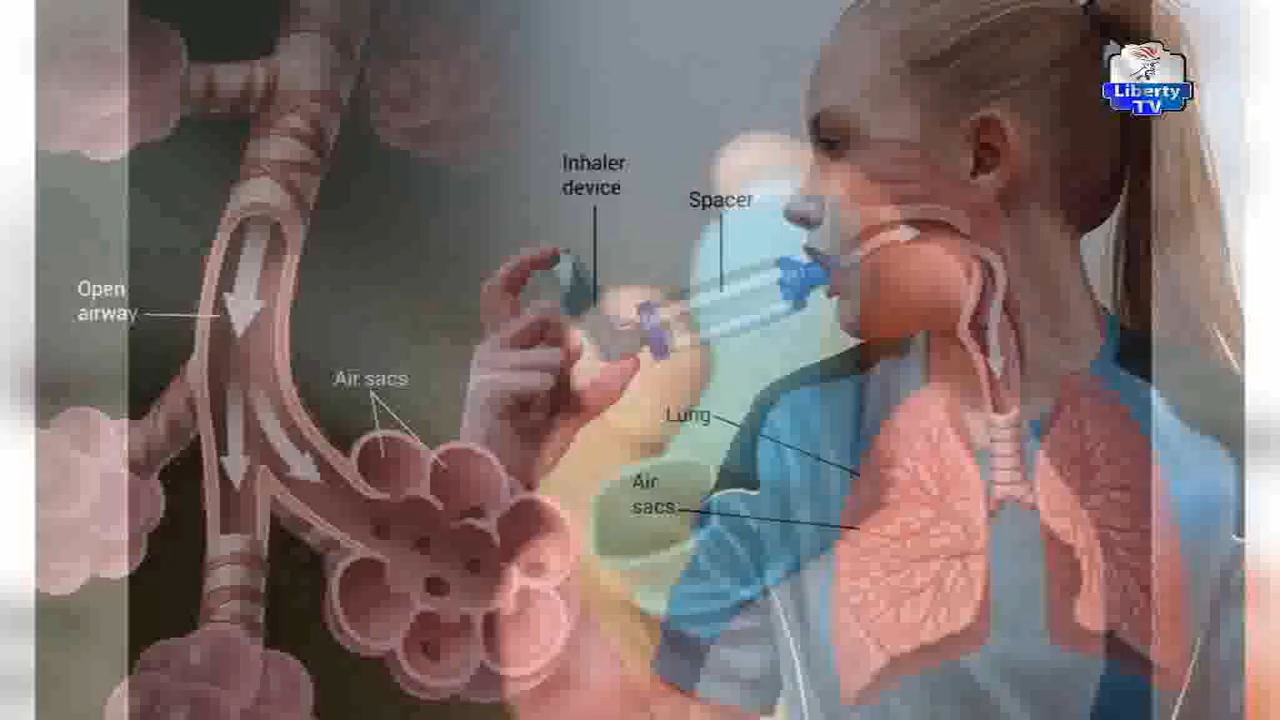 Liberty
TV
Inhaler
device
Spacer
Open
airway
Air sacs
Lung
Air
sacs